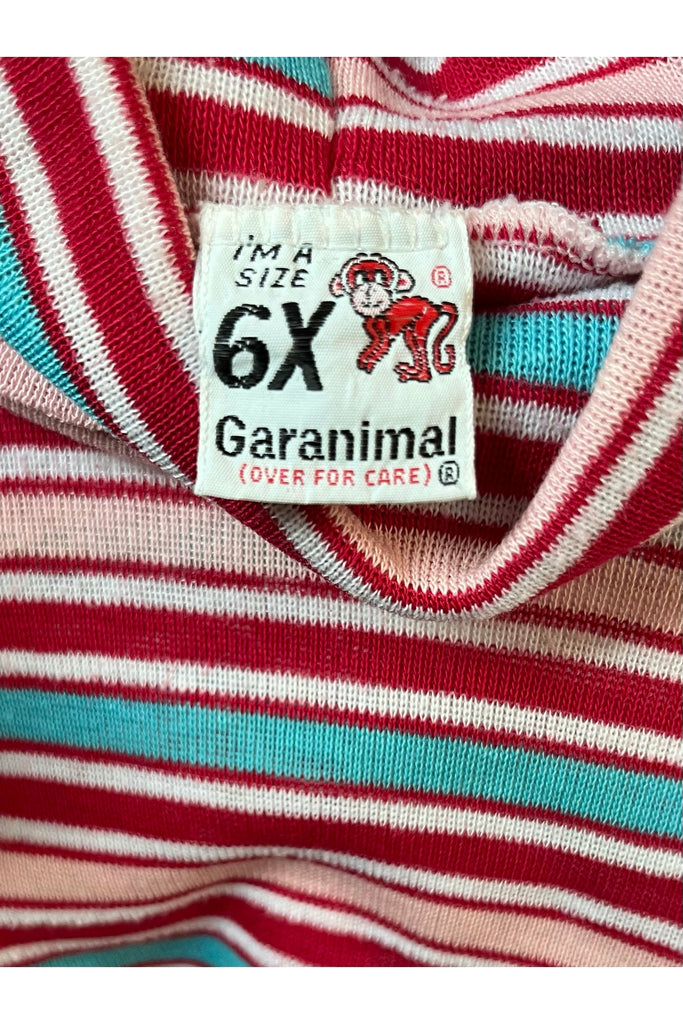 I'M A
SIZE
®
6X
Garanimal
(OVER FOR CARE) ®